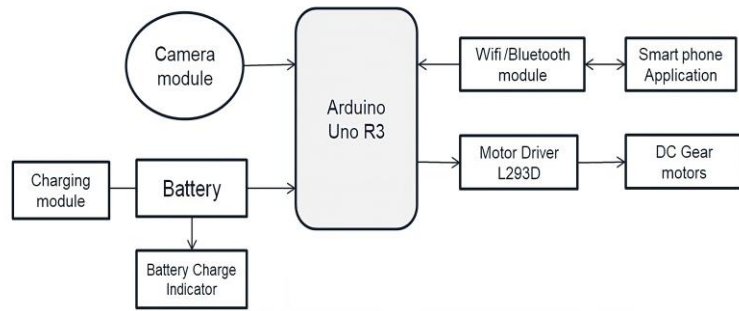 Camera
module
Arduino
Uno R3
Wifi/Bluetooth
module
Smart phone
Application
Motor Driver
L293D
DC Gear
motors
Charging
module
Battery
Battery Charge
Indicator